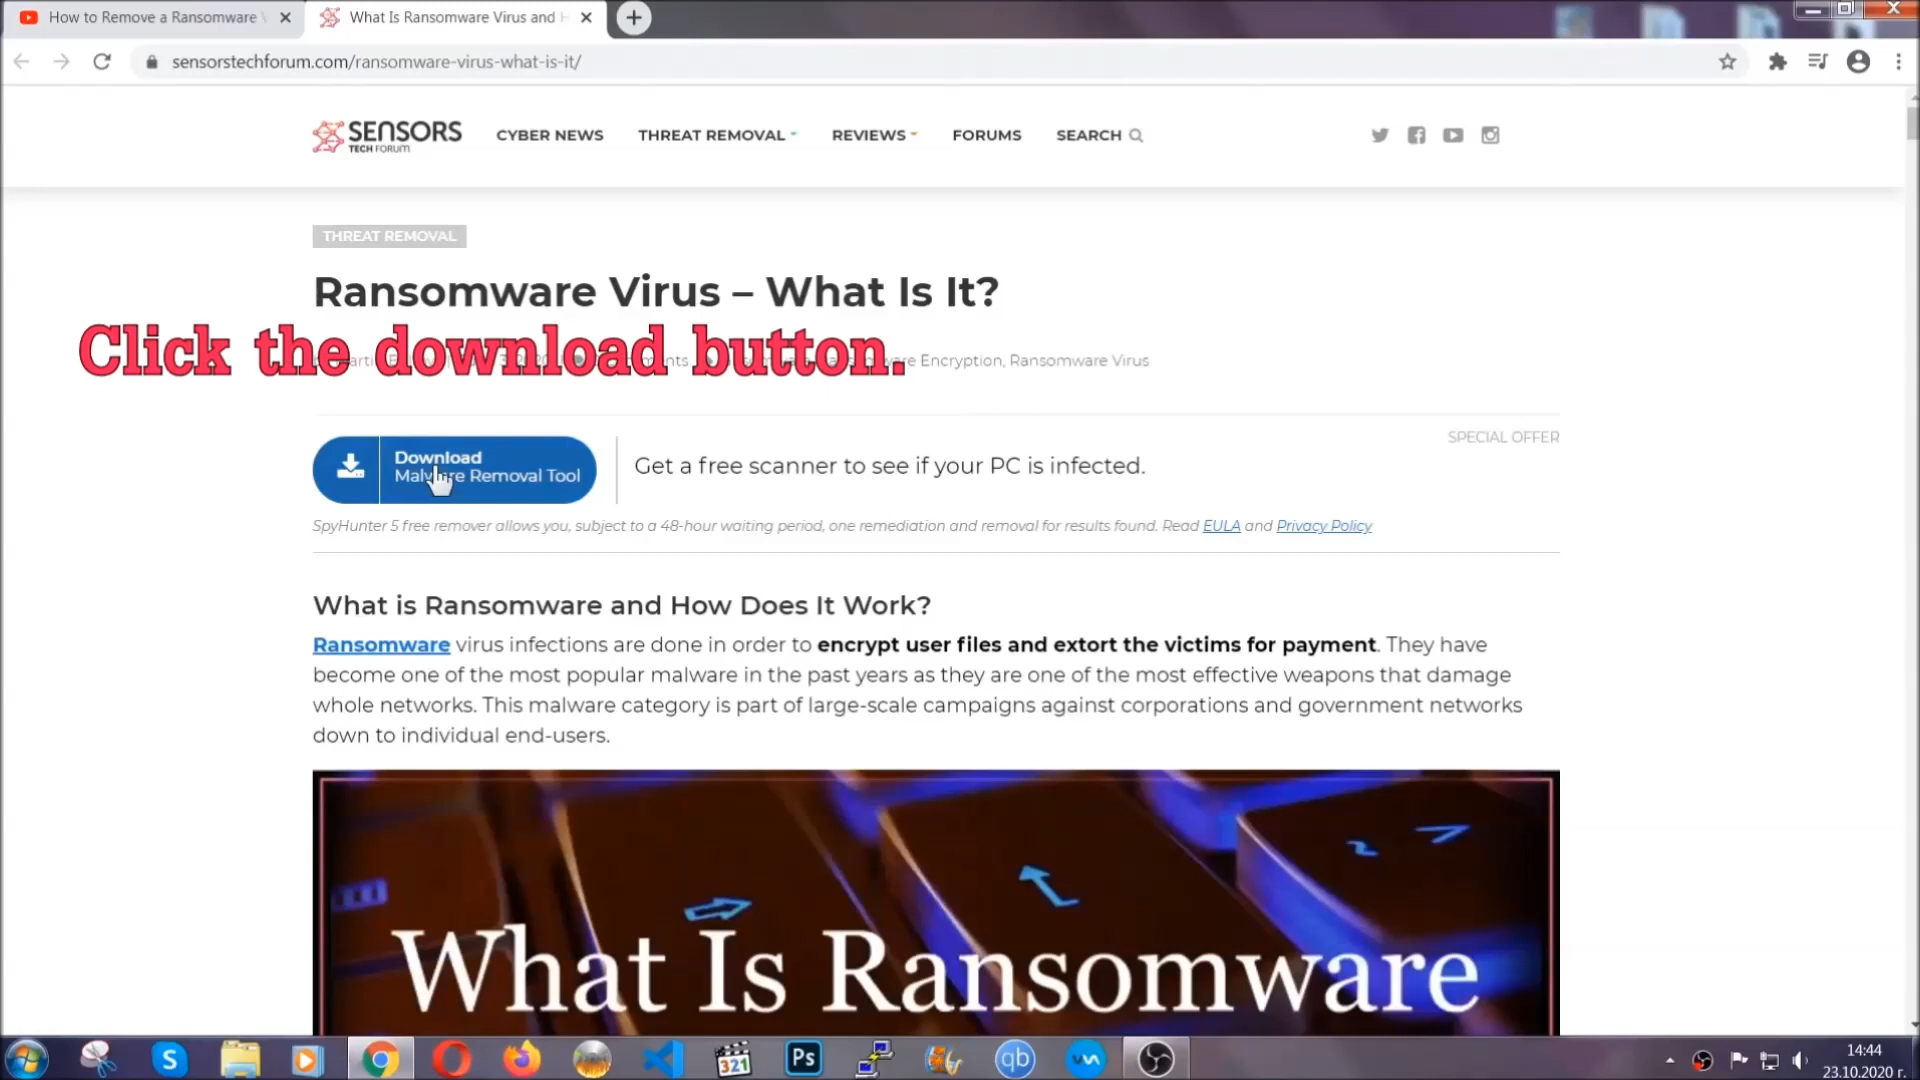 How to Remove a Ransomware V
What Is Ransomware Virus and H
sensorstechforum.com/ransomware-virus-what-is-it/
SENSORS
TECH FORUM
CYBER NEWS
THREAT REMOVAL
REVIEWS
FORUMS
SEARCH
THREAT REMOVAL
Ransomware Virus – What Is It?
Click the download button.
Encryption, Ransomware Virus
SPECIAL OFFER
Download
Malware Removal Tool
Get a free scanner to see if your PC is infected.
SpyHunter 5 free remover allows you, subject to a 48-hour waiting period, one remediation and removal for results found. Read EULA and Privacy Policy
What is Ransomware and How Does It Work?
Ransomware virus infections are done in order to encrypt user files and extort the victims for payment. They have
become one of the most popular malware in the past years as they are one of the most effective weapons that damage
whole networks. This malware category is part of large-scale campaigns against corporations and government networks
down to individual end-users.
What Is Ransomware
S
321
Ps
qb
14:44
23.10.2020 г.